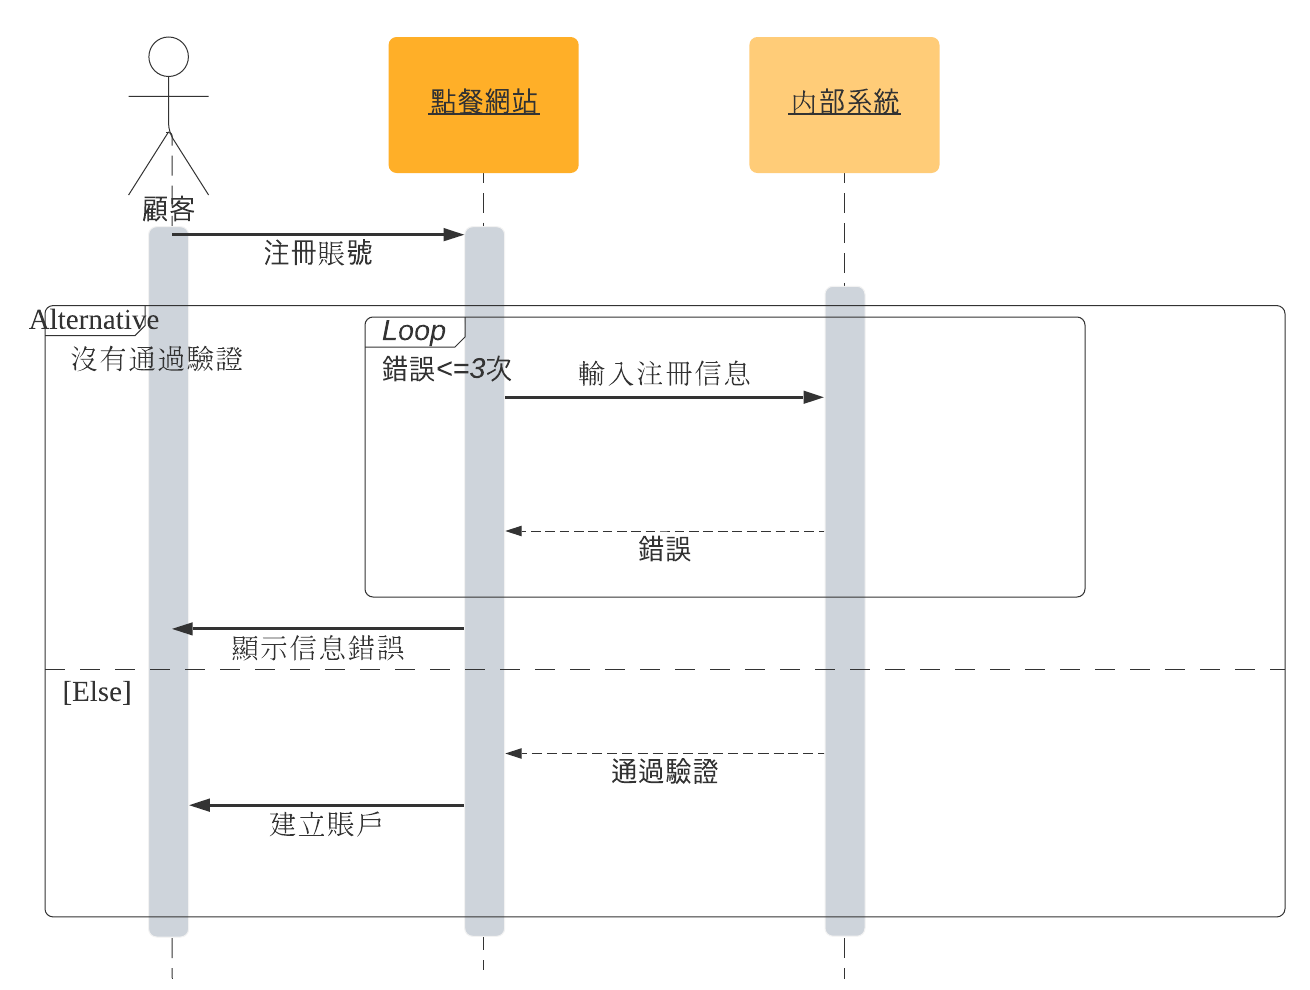 點餐網站
內部系統
顧客
注冊賬號
Alternative
沒有通過驗證
Loop
錯誤<=3次
輸入注冊信息
錯誤
顯示信息錯誤
[Else]
通過驗證
建立賬戶